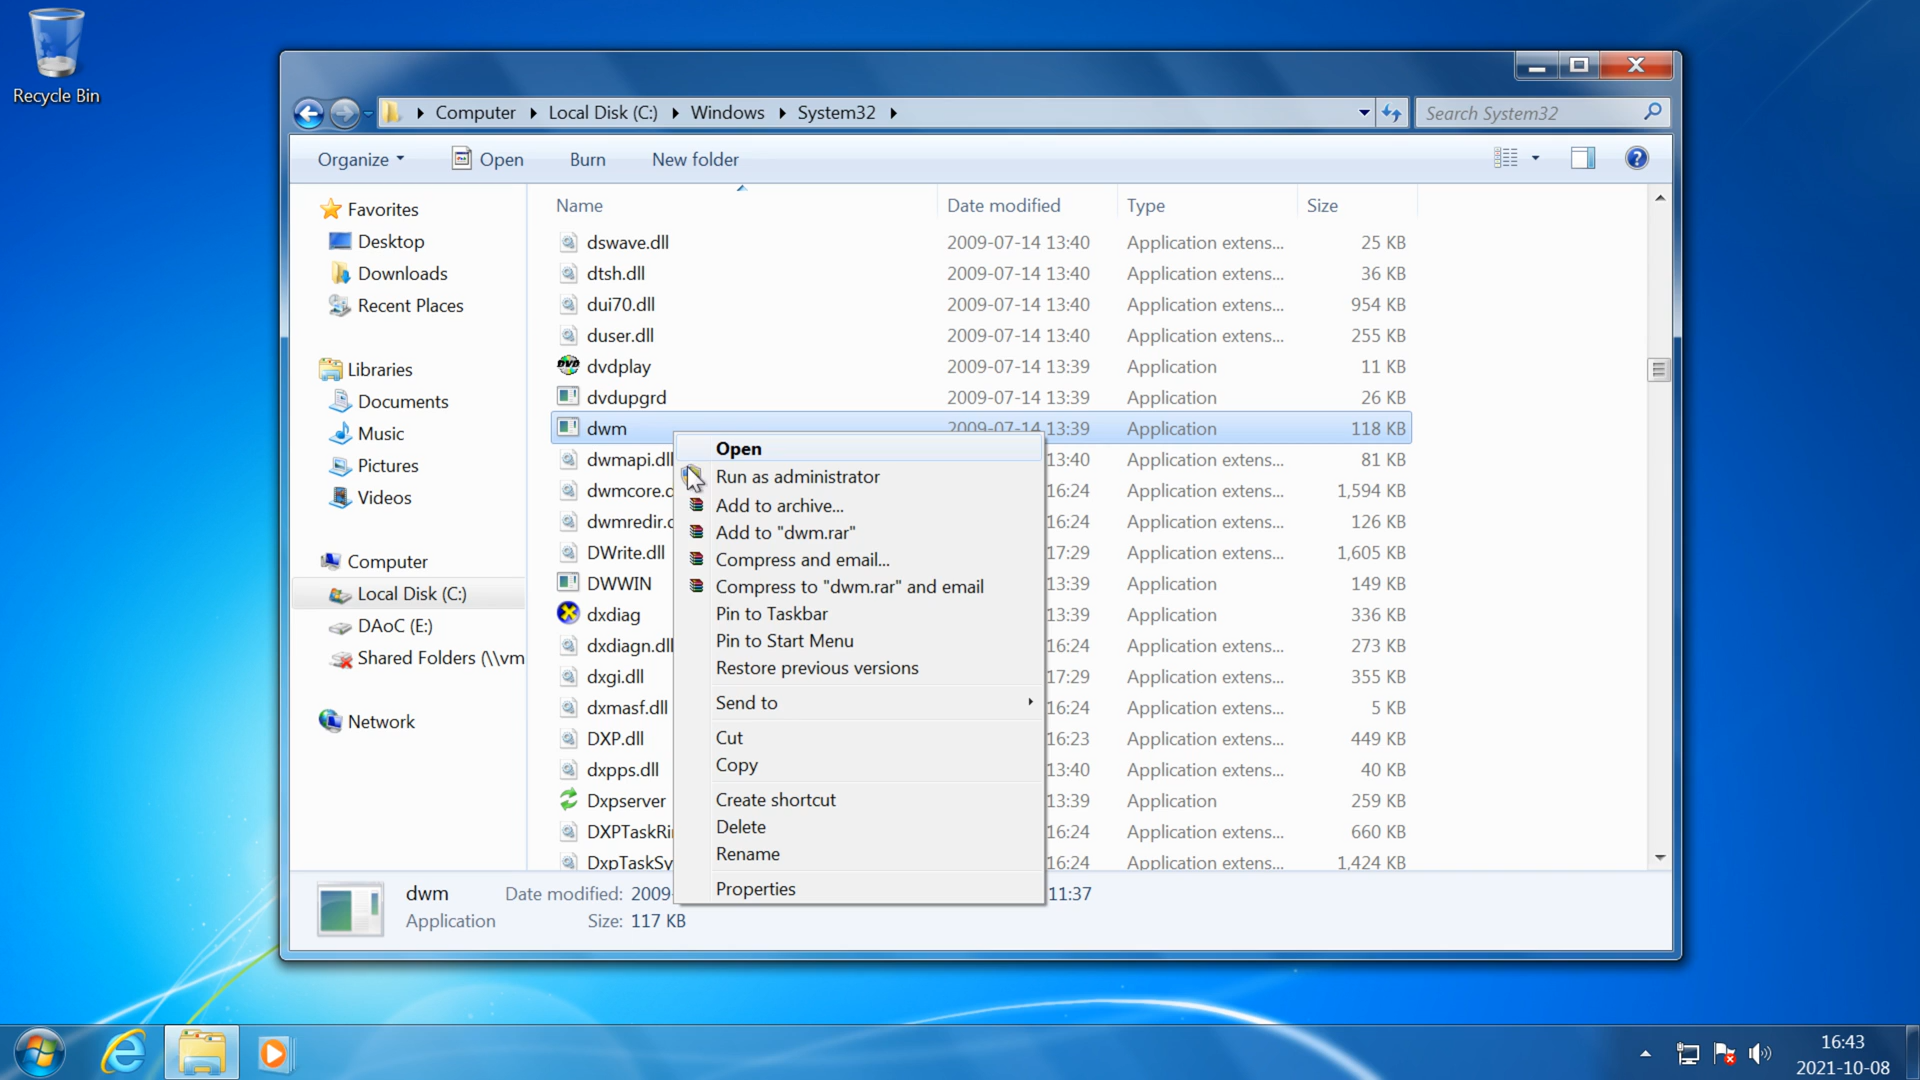 Recycle Bin
Computer
Local Disk (C:)
Windows
System32
Search System32
Organize
Open
Burn
New folder
Favorites
Desktop
Downloads
Recent Places
Libraries
Documents
Music
Pictures
Videos
Computer
Local Disk (C:)
DAoC (E:)
Shared Folders (\\vm
Network
Name Date modified Type Size
dswave.dll 2009-07-14 13:40 Application extens... 25 KB
dtsh.dll 2009-07-14 13:40 Application extens... 36 KB
dui70.dll 2009-07-14 13:40 Application extens... 954 KB
duser.dll 2009-07-14 13:40 Application extens... 255 KB
dvdplay 2009-07-14 13:39 Application 11 KB
dvdupgrd 2009-07-14 13:39 Application 26 KB
dwm 2009-07-14 13:39 Application 118 KB
dwmapi.dll 13:40 Application extens... 81 KB
dwmcore.d 16:24 Application extens... 1,594 KB
dwmredir.d 16:24 Application extens... 126 KB
DWrite.dll 17:29 Application extens... 1,605 KB
DWWIN 13:39 Application 149 KB
dxdiag 13:39 Application 336 KB
dxdiagn.dll 16:24 Application extens... 273 KB
dxgi.dll 17:29 Application extens... 355 KB
dxmasf.dll 16:24 Application extens... 5 KB
DXP.dll 16:23 Application extens... 449 KB
dxpps.dll 13:40 Application extens... 40 KB
Dxpserver 13:39 Application 259 KB
DXPTaskRi 16:24 Application extens... 660 KB
DxpTaskSy 16:24 Application extens... 1,424 KB
Open
Run as administrator
Add to archive...
Add to "dwm.rar"
Compress and email...
Compress to "dwm.rar" and email
Pin to Taskbar
Pin to Start Menu
Restore previous versions
Send to
Cut
Copy
Create shortcut
Delete
Rename
Properties
dwm Date modified: 2009- 11:37
Application Size: 117 KB
16:43
2021-10-08